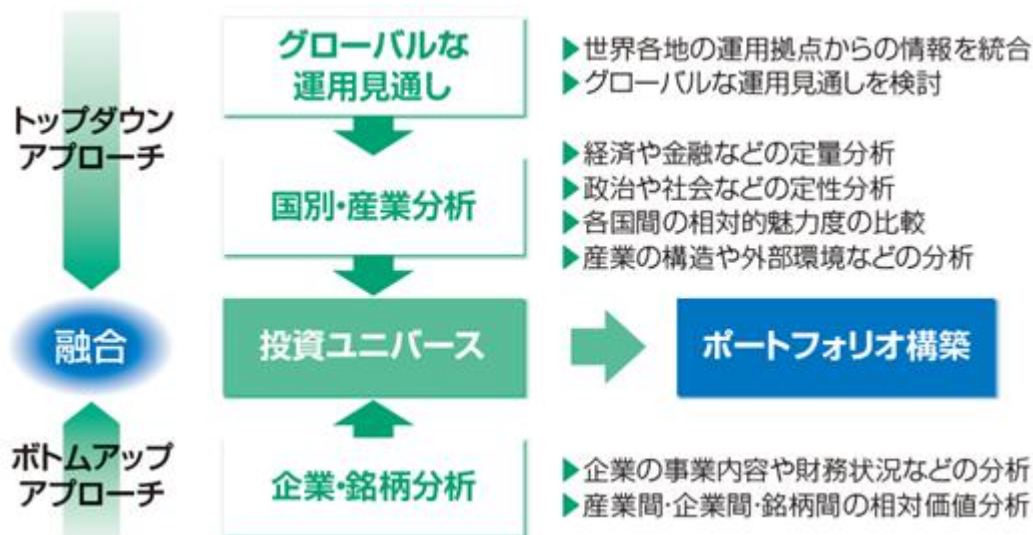 トップダウン
アプローチ
グローバルな
運用見通し
▶世界各地の運用拠点からの情報を統合
▶グローバルな運用見通しを検討
国別・産業分析
▶経済や金融などの定量分析
▶政治や社会などの定性分析
▶各国間の相対的魅力度の比較
▶産業の構造や外部環境などの分析
融合
投資ユニバース
ポートフォリオ構築
ボトムアップ
アプローチ
企業・銘柄分析
▶企業の事業内容や財務状況などの分析
▶産業間・企業間・銘柄間の相対価値分析